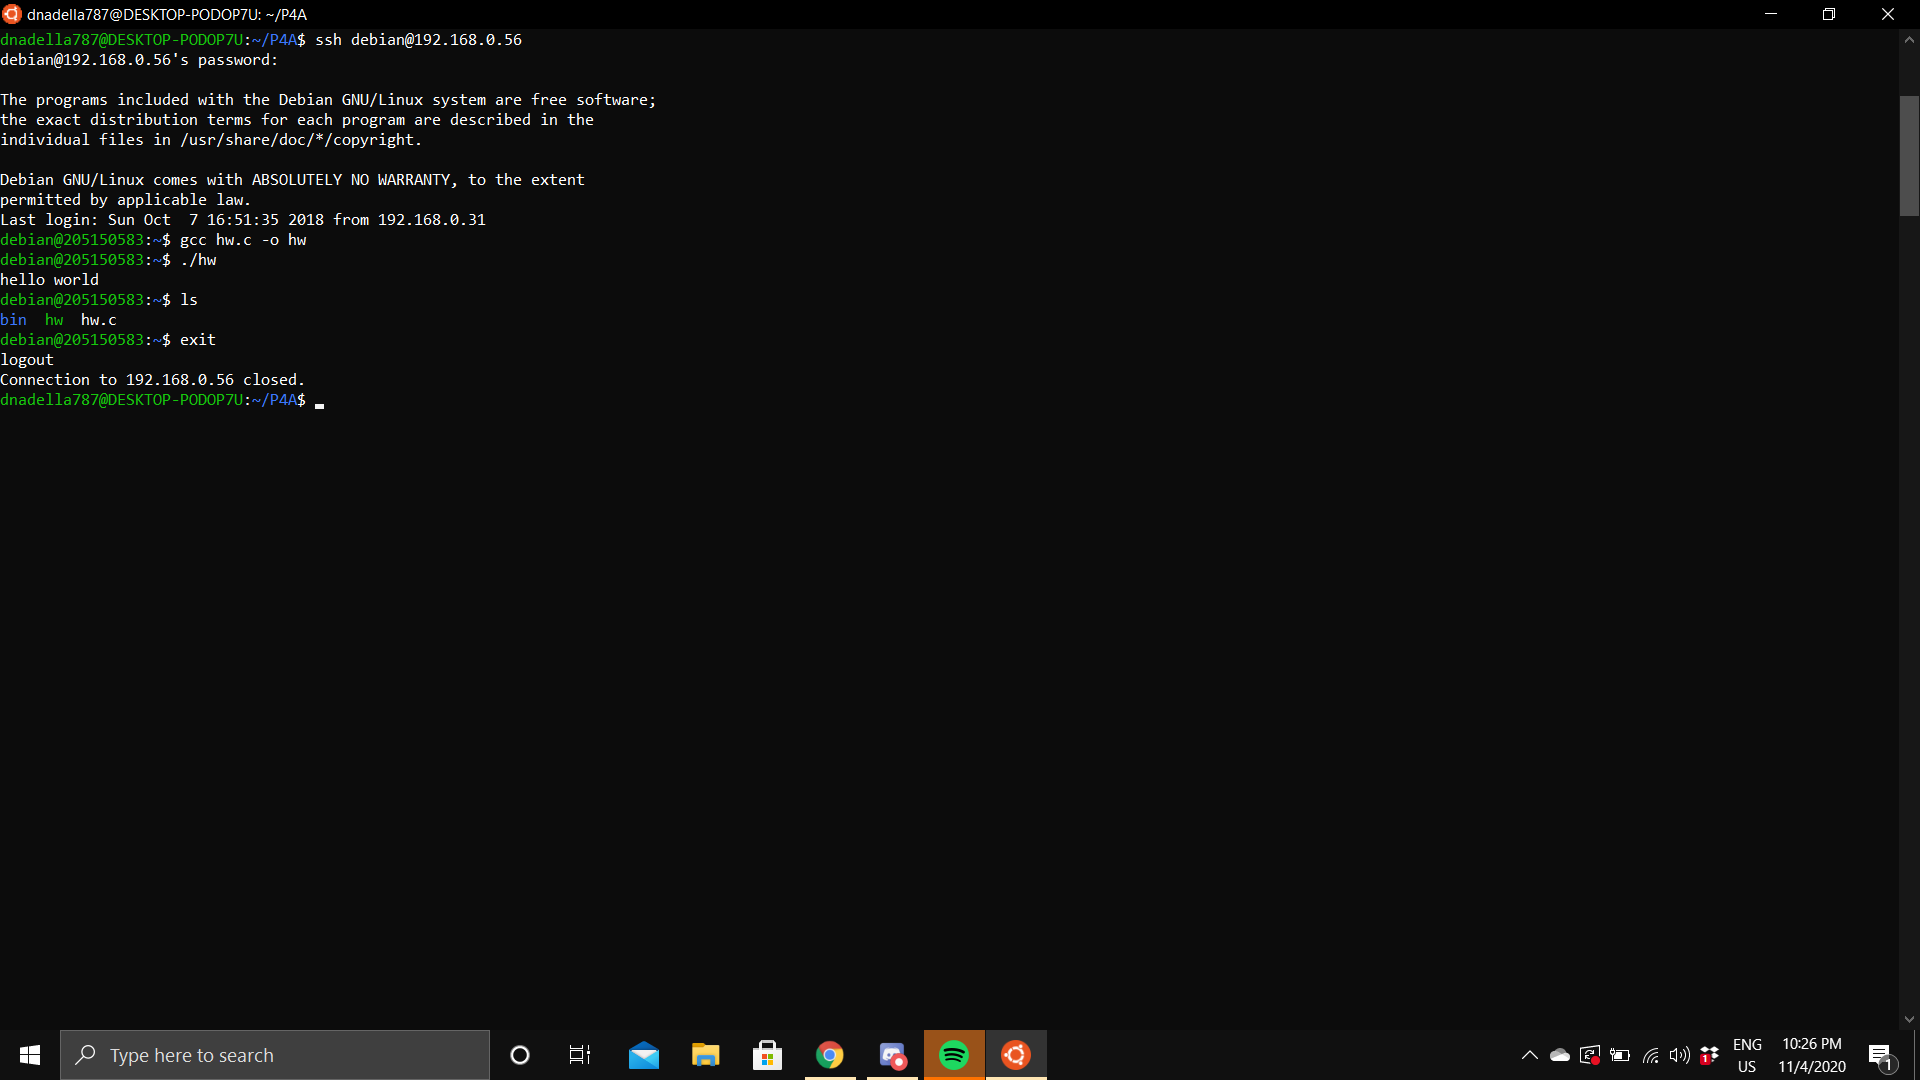 dnadella787@DESKTOP-PODOP7U: ~/P4A
dnadella787@DESKTOP-PODOP7U:~/P4A$ ssh debian@192.168.0.56
debian@192.168.0.56's password:
The programs included with the Debian GNU/Linux system are free software;
the exact distribution terms for each program are described in the
individual files in /usr/share/doc/*/copyright.
Debian GNU/Linux comes with ABSOLUTELY NO WARRANTY, to the extent
permitted by applicable law.
Last login: Sun Oct  7 16:51:35 2018 from 192.168.0.31
debian@205150583:~$ gcc hw.c -o hw
debian@205150583:~$ ./hw
hello world
debian@205150583:~$ ls
bin  hw  hw.c
debian@205150583:~$ exit
logout
Connection to 192.168.0.56 closed.
dnadella787@DESKTOP-PODOP7U:~/P4A$
Type here to search
1
ENG
US
10:26 PM
11/4/2020
1